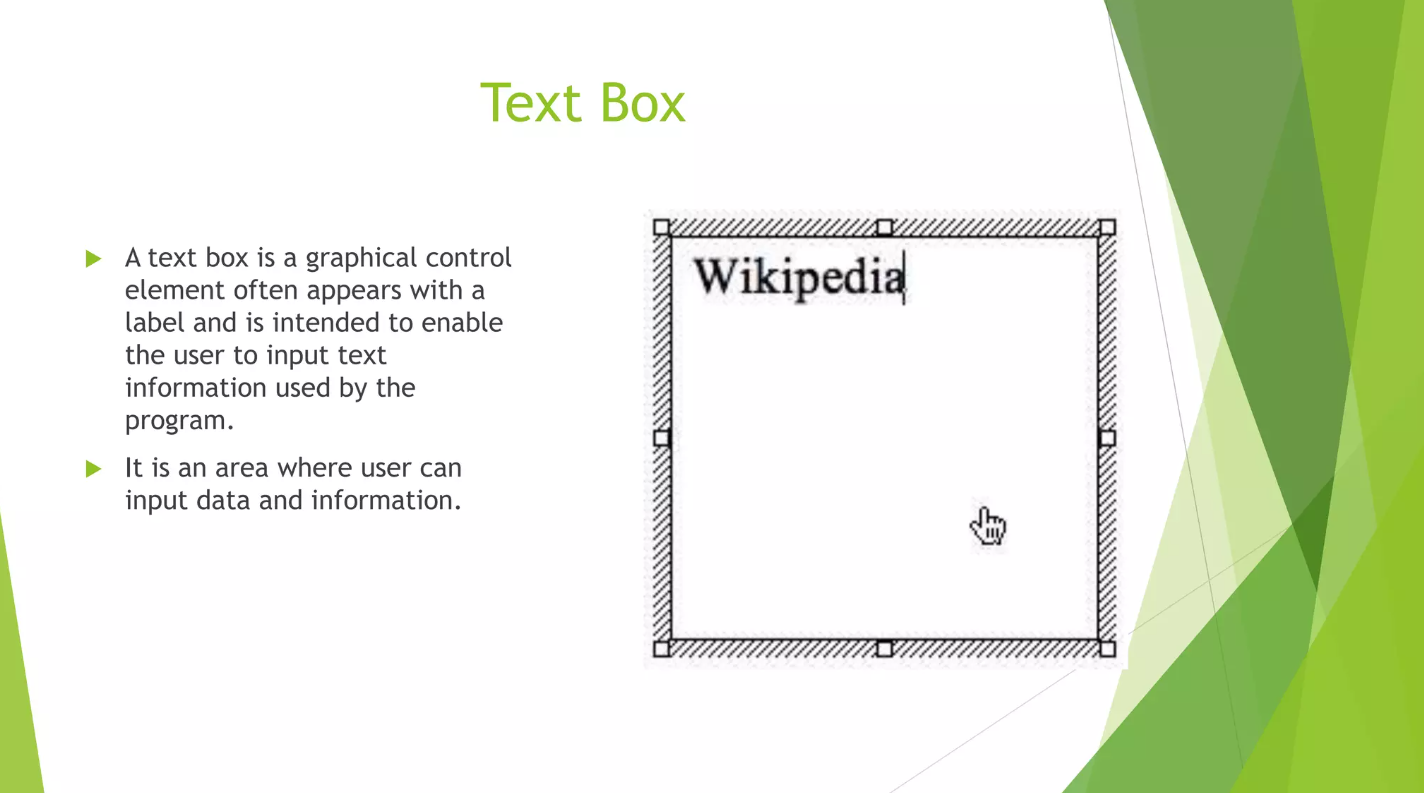 Text Box
A text box is a graphical control
element often appears with a
label and is intended to enable
the user to input text
information used by the
program.
It is an area where user can
input data and information.
Wikipedia